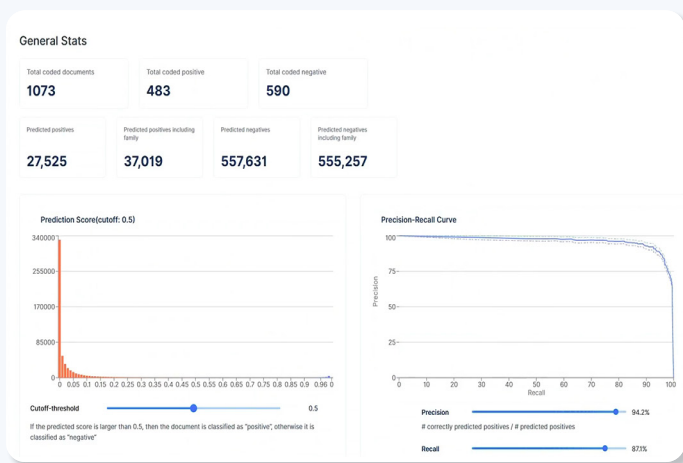 General Stats
Total coded documents
Total coded positive
Total coded negative
1073
483
590
Predicted positives
Predicted positives including
family
Predicted negatives
Predicted negatives
including family
27,525
37,019
557,631
555,257
Prediction Score(cutoff: 0.5)
340000
255000
170000
85000
0
0 0.05 0.1 0.15 0.2 0.25 0.3 0.35 0.4 0.45 0.5 0.55 0.6 0.65 0.7 0.75 0.8 0.85 0.9 0.96 0
Cutoff-threshold
0.5
If the predicted score is larger than 0.5, then the document is classified as "positive", otherwise it is
classified as "negative"
Precision-Recall Curve
100
75
50
25
0
Precision
0 10 20 30 40 50 60 70 80 90 100
Recall
Precision
94.2%
# correctly predicted positives / # predicted positives
Recall
87.1%